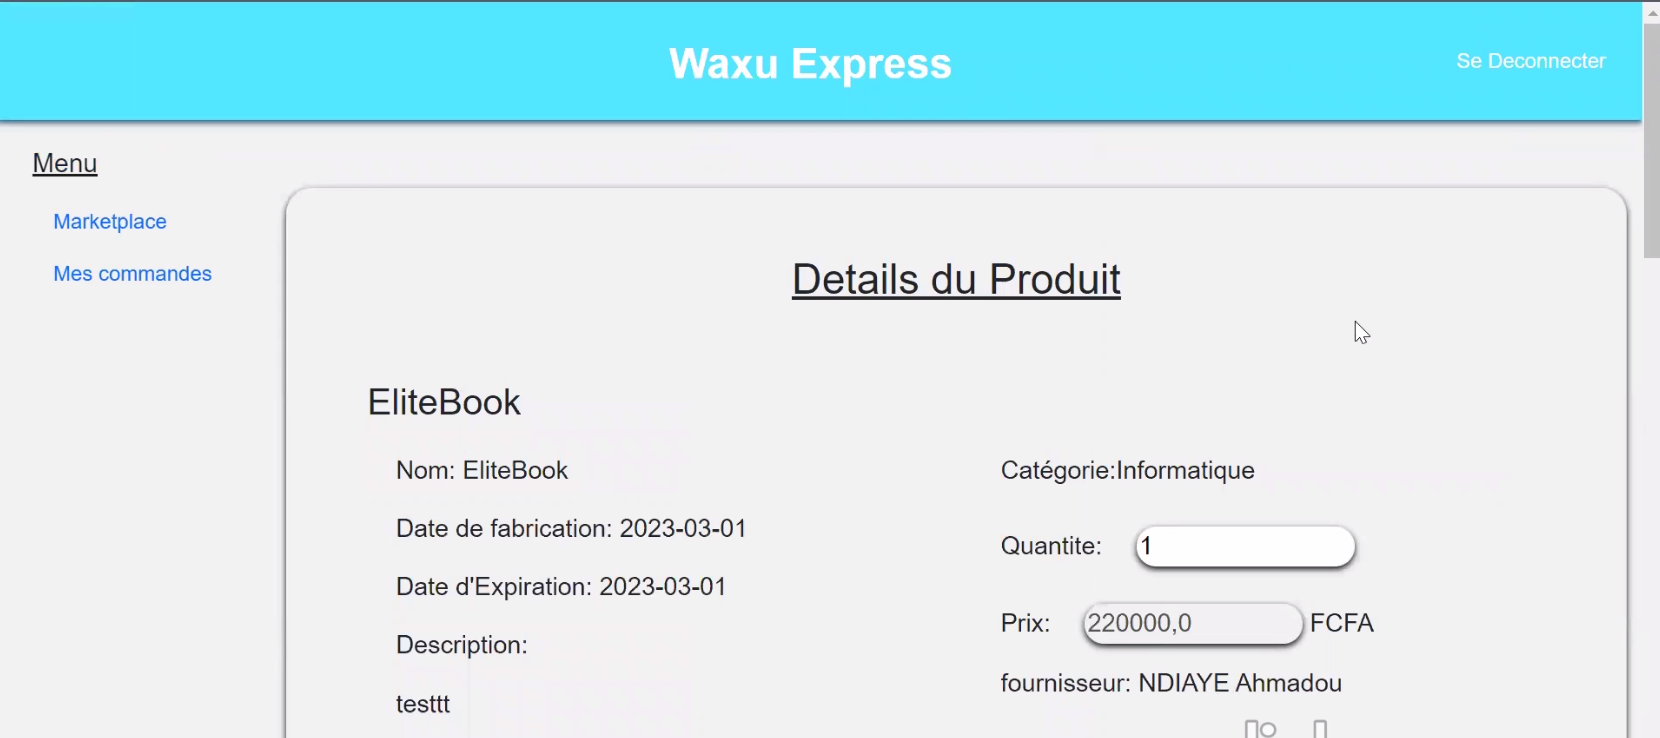 Waxu Express
Se Deconnecter
Menu
Marketplace
Mes commandes
Details du Produit
EliteBook
Nom: EliteBook
Date de fabrication: 2023-03-01
Date d'Expiration: 2023-03-01
Description:
testtt
Catégorie:Informatique
Quantite: 1
Prix: 220000,0 FCFA
fournisseur: NDIAYE Ahmadou